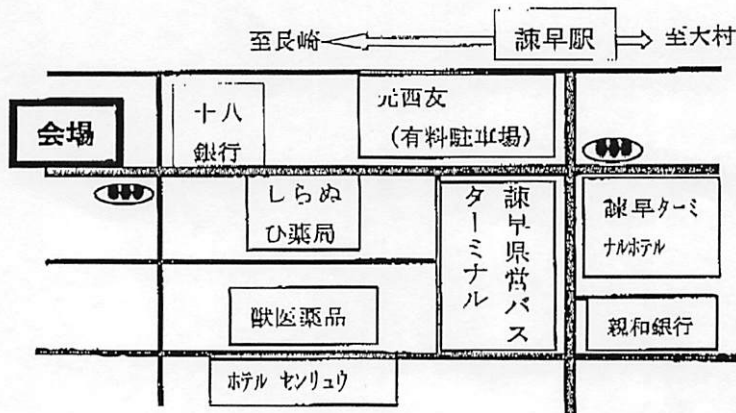 至長崎
諫早駅
至大村
会場
十八
銀行
元西友
(有料駐車場)
しらぬ
ひ薬局
諫早県営バス
ターミナル
諫早ターミ
ナルホテル
獣医薬品
親和銀行
ホテル センリュウ